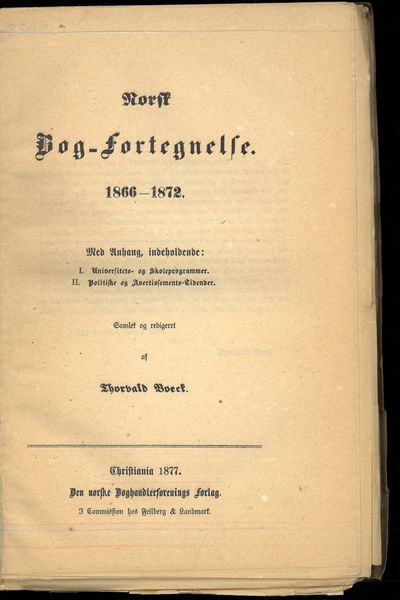 Norsk
Bog-Fortegnelse.
1866–1872.
Med Anhang, indeholdende:
I. Universitets- og Skoleprogrammer.
II. Politiske og Avertissements-Tidender.
Samlet og redigeret
af
Thorvald Boeck.
Christiania 1877.
Den norske Boghandlerforenings Forlag.
I Commission hos Feilberg & Landmark.